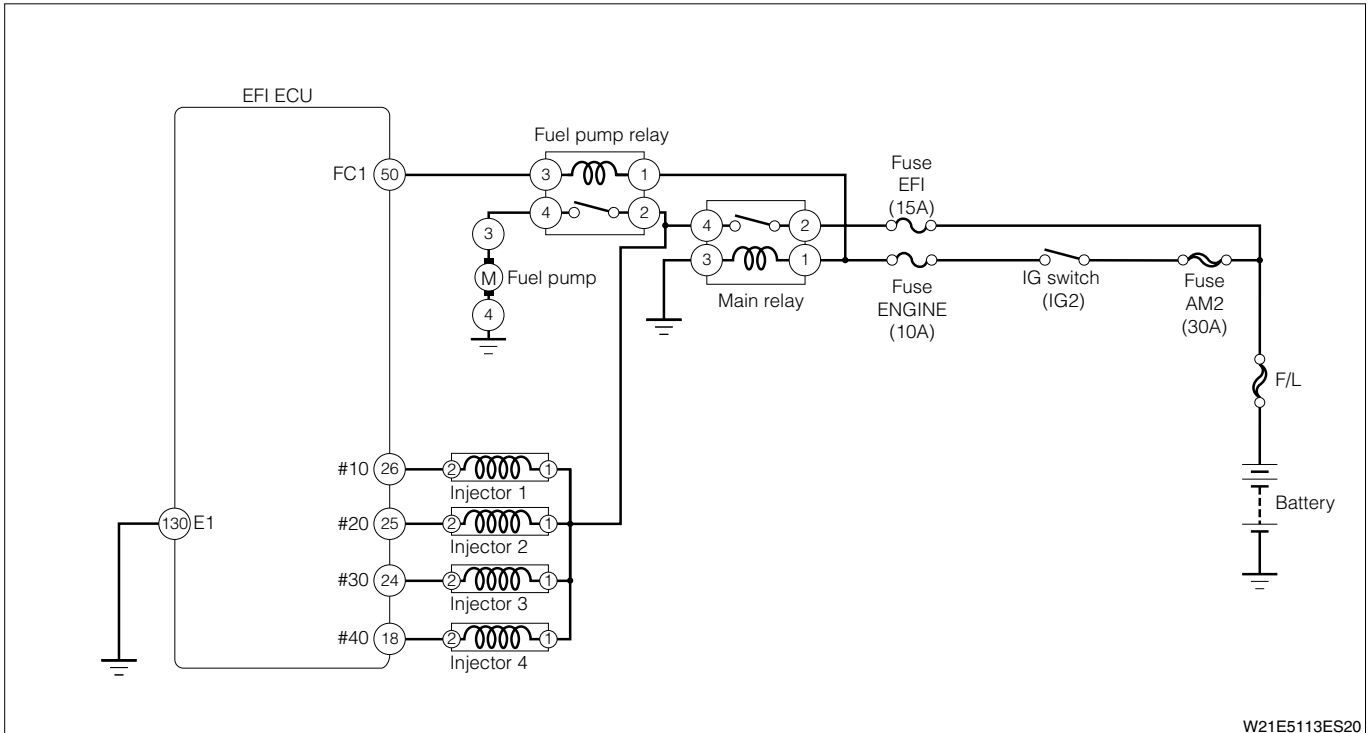 EFI ECU
Fuel pump relay
FC1 50 3 1
4 2
Fuse
EFI
(15A)
4 2
3
M Fuel pump
4
3 1
Main relay
Fuse
ENGINE
(10A)
IG switch
(IG2)
Fuse
AM2
(30A)
F/L
Battery
#10 26 2 1
Injector 1
130 E1
#20 25 2 1
Injector 2
#30 24 2 1
Injector 3
#40 18 2 1
Injector 4
W21E5113ES20